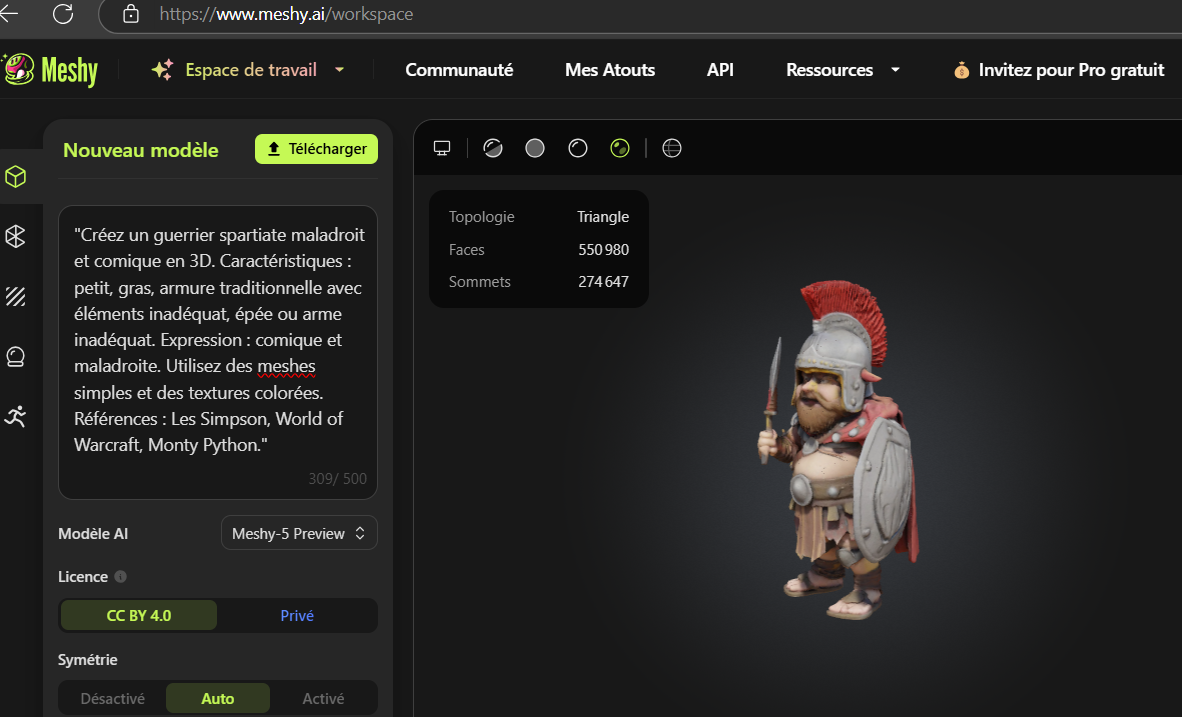 https://www.meshy.ai/workspace
Meshy
Espace de travail
Communauté
Mes Atouts
API
Ressources
Invitez pour Pro gratuit
Nouveau modèle
Télécharger
"Créez un guerrier spartiate maladroit
et comique en 3D. Caractéristiques :
petit, gras, armure traditionnelle avec
éléments inadéquat, épée ou arme
inadéquat. Expression : comique et
maladroite. Utilisez des meshes
simples et des textures colorées.
Références : Les Simpson, World of
Warcraft, Monty Python."
309/ 500
Modèle AI
Meshy-5 Preview
Licence
CC BY 4.0
Privé
Symétrie
Désactivé
Auto
Activé
Topologie Triangle
Faces 550 980
Sommets 274 647